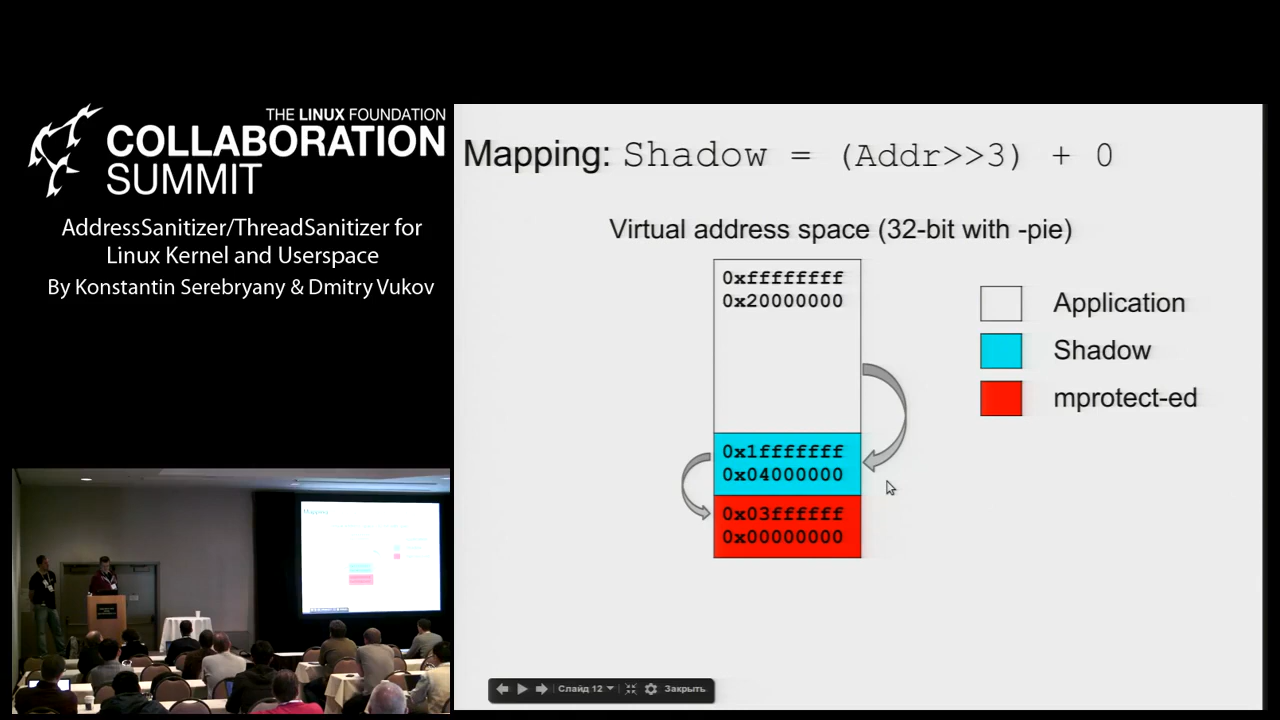 THE LINUX FOUNDATION
COLLABORATION
SUMMIT
AddressSanitizer/ThreadSanitizer for
Linux Kernel and Userspace
By Konstantin Serebryany & Dmitry Vukov
Mapping: Shadow = (Addr>>3) + 0
Virtual address space (32-bit with -pie)
0xffffffff
0x20000000
0x1fffffff
0x04000000
0x03ffffff
0x00000000
Application
Shadow
mprotect-ed
Слайд 12
Закрыть
Mapping